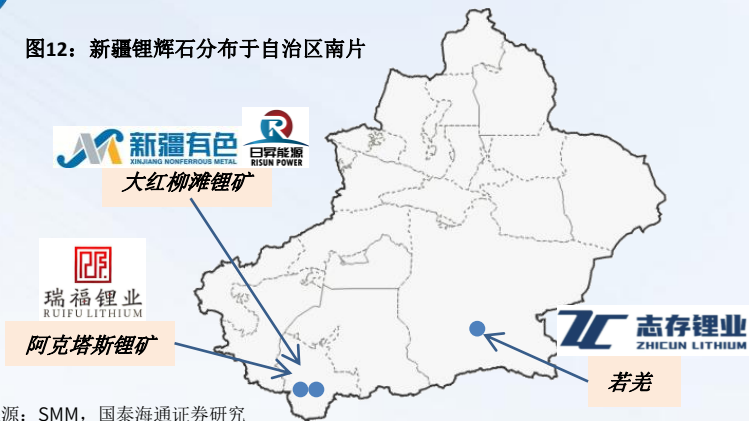 图12：新疆锂辉石分布于自治区南片
新疆有色
XINJIANG NONFERROUS METAL
R
日昇能源
RISUN POWER
大红柳滩锂矿
瑞福锂业
RUIFU LITHIUM
阿克塔斯锂矿
志存锂业
ZHICUN LITHIUM
若羌
源：SMM，国泰海通证券研究